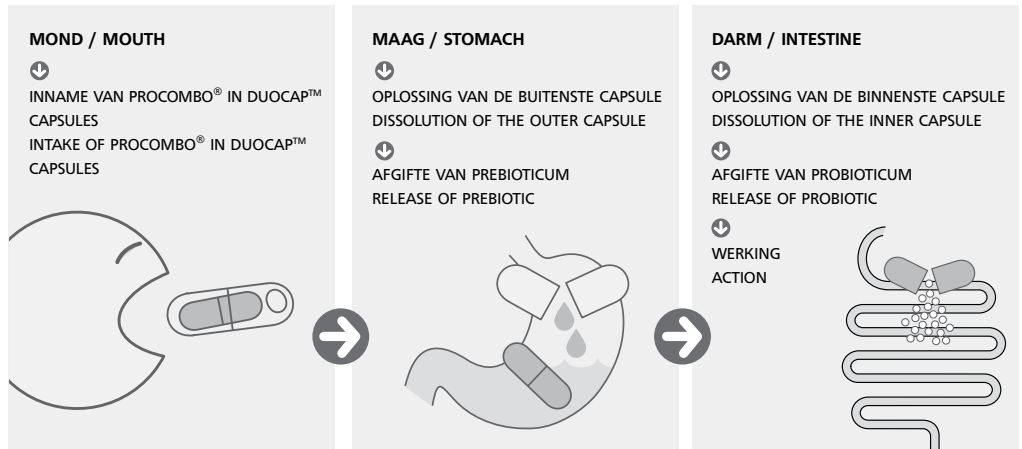 MOND / MOUTH
INNAME VAN PROCOMBO® IN DUOCAP™
CAPSULES
INTAKE OF PROCOMBO® IN DUOCAP™
CAPSULES
MAAG / STOMACH
OPLOSSING VAN DE BUITENSTE CAPSULE
DISSOLUTION OF THE OUTER CAPSULE
AFGIFTE VAN PREBIOTICUM
RELEASE OF PREBIOTIC
DARM / INTESTINE
OPLOSSING VAN DE BINNENSTE CAPSULE
DISSOLUTION OF THE INNER CAPSULE
AFGIFTE VAN PROBIOTICUM
RELEASE OF PROBIOTIC
WERKING
ACTION